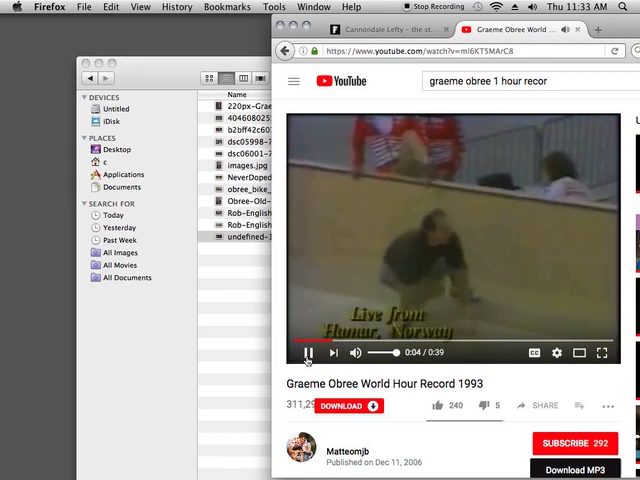 Firefox File Edit View History Bookmarks Tools Window Help Stop Recording Thu 11:33 AM
Cannondale Lefty – the st... Graeme Obree World ...
https://www.youtube.com/watch?v=ml6KT5MArC8
YouTube graeme obree 1 hour recor
Name
DEVICES
Untitled
iDisk
PLACES
Desktop
c
Applications
Documents
SEARCH FOR
Today
Yesterday
Past Week
All Images
All Movies
All Documents
220px-Grae
4046080255
b2bff42c60
dsc05998-7
dsc06001-7
images.jpg
NeverDoped
obree_bike_
Obree-Old-
Rob-English
Rob-English
undefined-1
Live from
Hamar, Norway
0:04 / 0:39
CC
Graeme Obree World Hour Record 1993
311,29 DOWNLOAD 240 5 SHARE
Matteomjb
Published on Dec 11, 2006
SUBSCRIBE 292
Download MP3